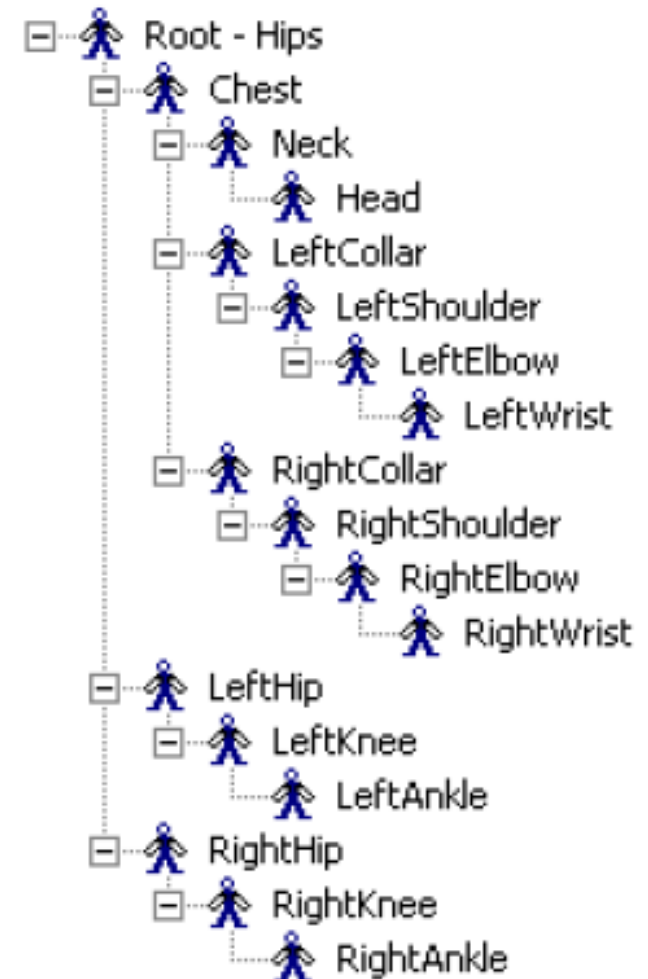 Root - Hips
Chest
Neck
Head
LeftCollar
LeftShoulder
LeftElbow
LeftWrist
RightCollar
RightShoulder
RightElbow
RightWrist
LeftHip
LeftKnee
LeftAnkle
RightHip
RightKnee
RightAnkle